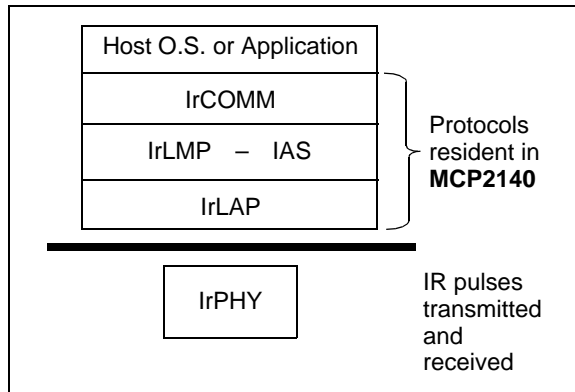 Host O.S. or Application
IrCOMM
IrLMP – IAS
IrLAP
Protocols
resident in
MCP2140
IrPHY
IR pulses
transmitted
and
received